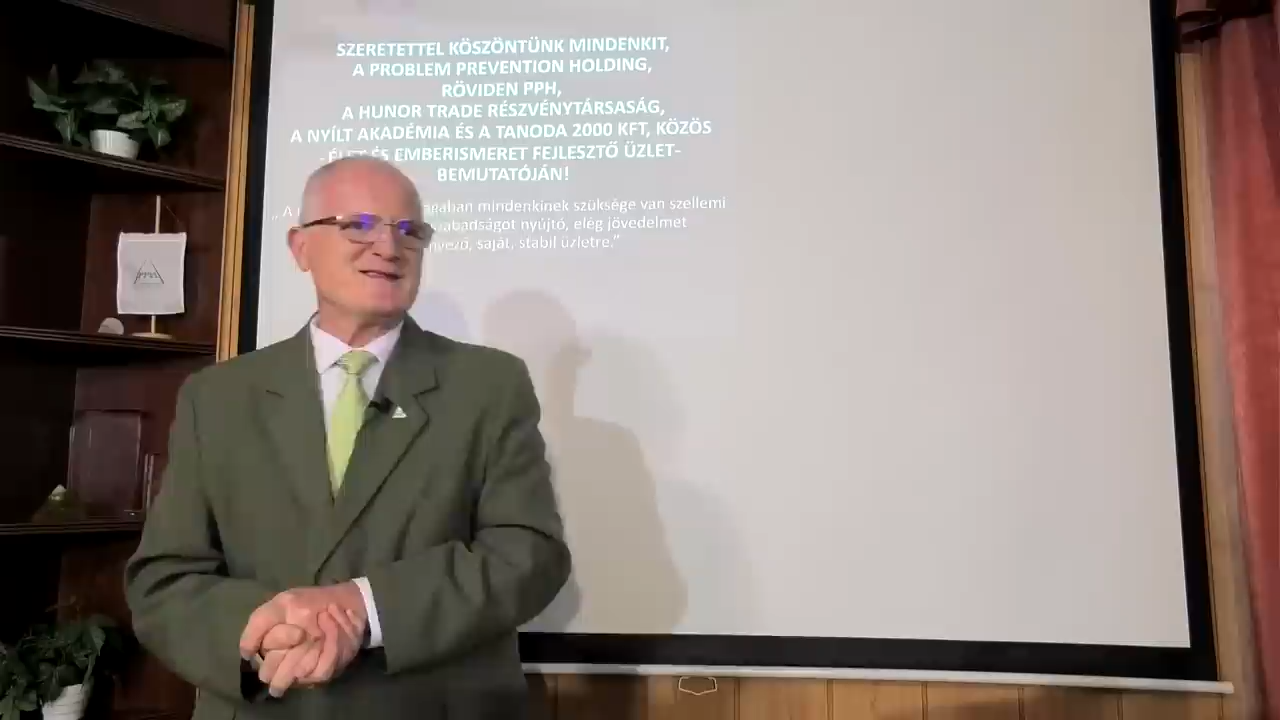 SZERETETTEL KÖSZÖNTÜNK MINDENKIT,
A PROBLEM PREVENTION HOLDING,
RÖVIDEN PPH,
A HUNOR TRADE RÉSZVÉNYTÁRSASÁG,
A NYÍLT AKADÉMIA ÉS A TANODA 2000 KFT, KÖZÖS
- ÉLET ÉS EMBERISMERET FEJLESZTŐ ÜZLET-
BEMUTATÓJÁN!
„ A mindenkinek szüksége van szellemi
szabadságot nyújtó, elég jövedelmet
saját, stabil üzletre.”